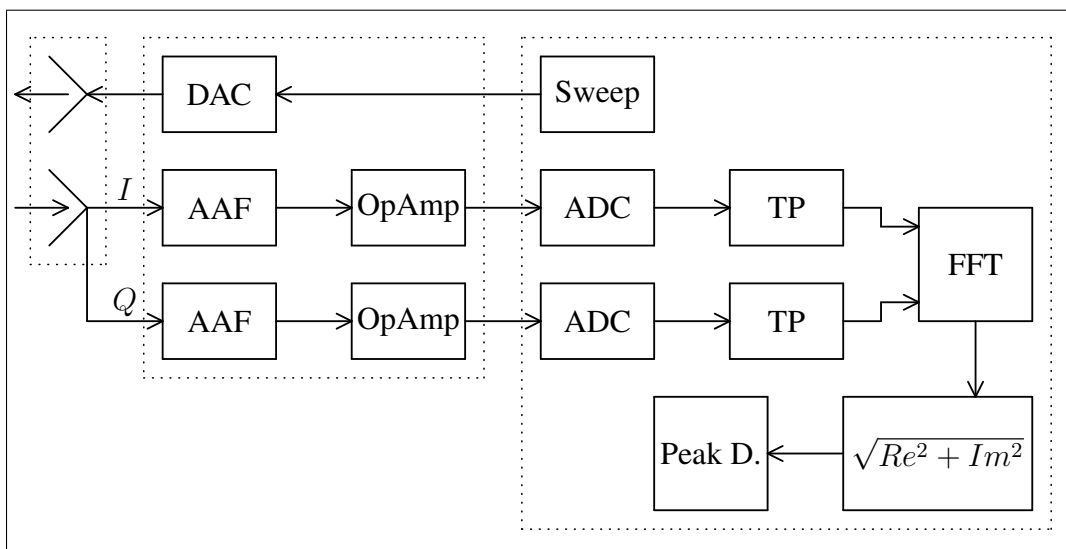 DAC
Sweep
I
AAF
OpAmp
ADC
TP
FFT
Q
AAF
OpAmp
ADC
TP
Peak D.
√(Re² + Im²)